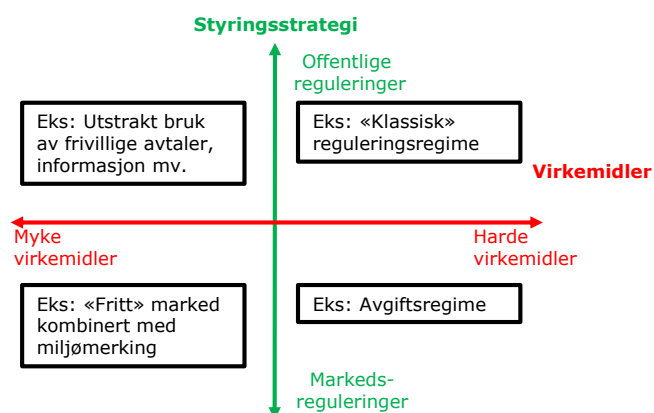 Styringsstrategi
Offentlige
reguleringer
Eks: Utstrakt bruk
av frivillige avtaler,
informasjon mv.
Eks: «Klassisk»
reguleringsregime
Virkemidler
Myke
virkemidler
Harde
virkemidler
Eks: «Fritt» marked
kombinert med
miljømerking
Eks: Avgiftsregime
Markeds-
reguleringer